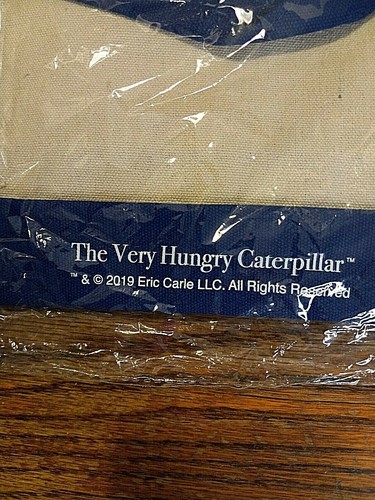 The Very Hungry Caterpillar™
™ & © 2019 Eric Carle LLC. All Rights Reserved